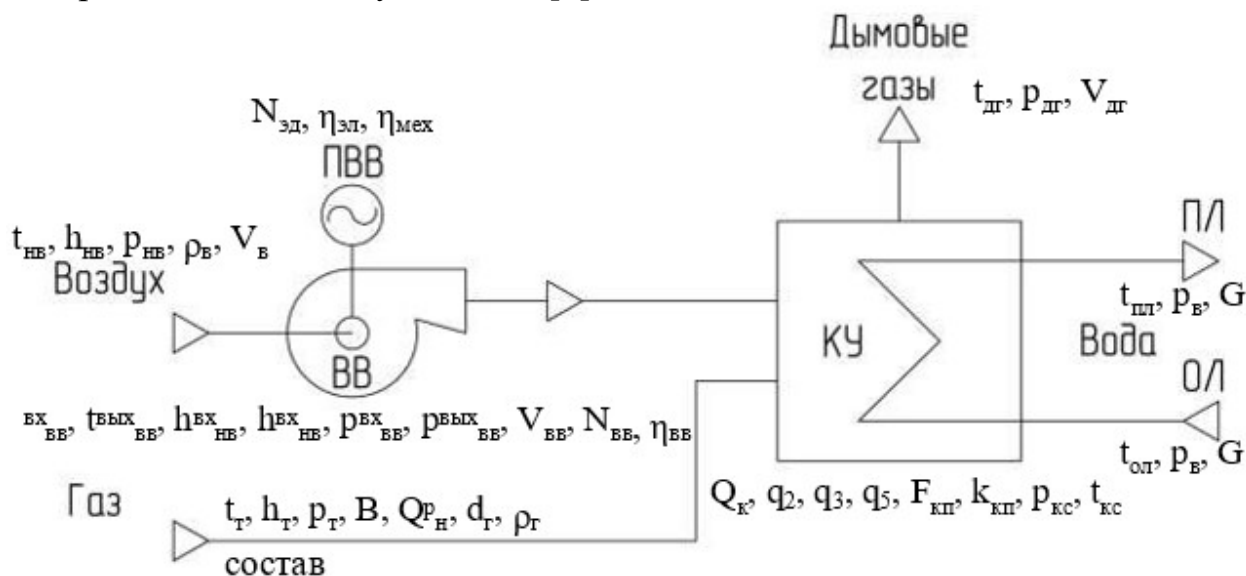 Дымовые
газы
t_дг, p_дг, V_дг
N_эд, η_эл, η_мех
ПВВ
t_нв, h_нв, p_нв, ρ_в, V_в
Воздух
ВВ
вх_вв, t^вых_вв, h^вх_нв, h^вх_нв, p^вх_вв, p^вых_вв, V_вв, N_вв, η_вв
ПЛ
t_пл, p_в, G
КУ
Вода
ОЛ
t_ол, p_в, G
Q_к, q_2, q_3, q_5, F_кп, k_кп, p_кс, t_кс
Газ
t_т, h_т, p_т, B, Q^р_н, d_г, ρ_г
состав